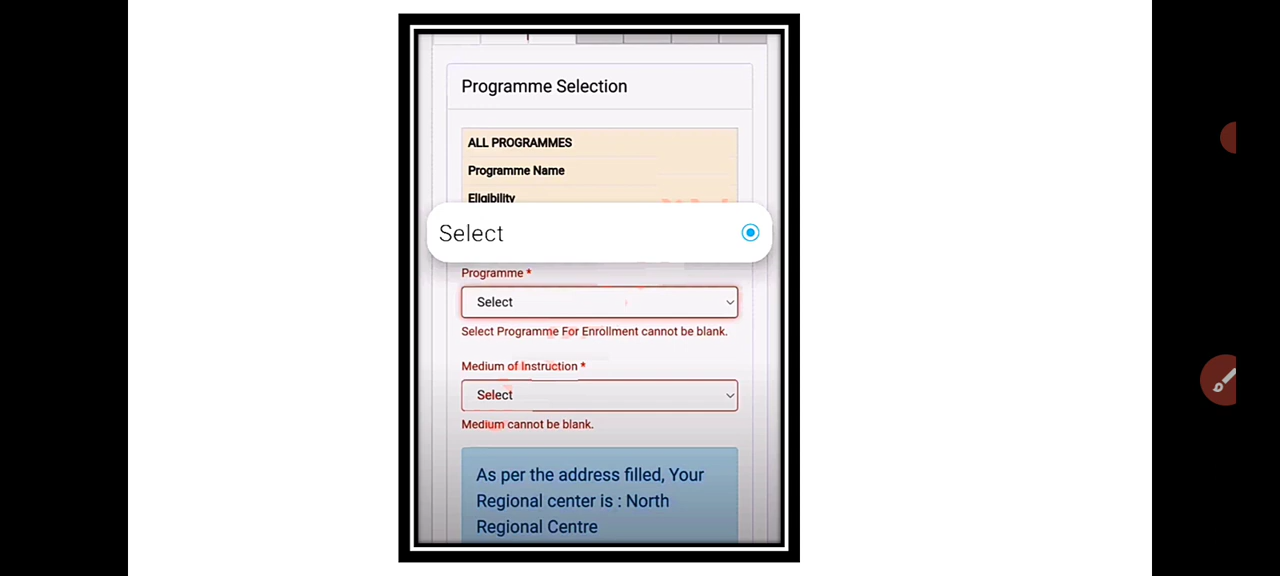 Programme Selection
ALL PROGRAMMES
Programme Name
Eligibility
Select
Programme *
Select
Select Programme For Enrollment cannot be blank.
Medium of Instruction *
Select
Medium cannot be blank.
As per the address filled, Your
Regional center is : North
Regional Centre